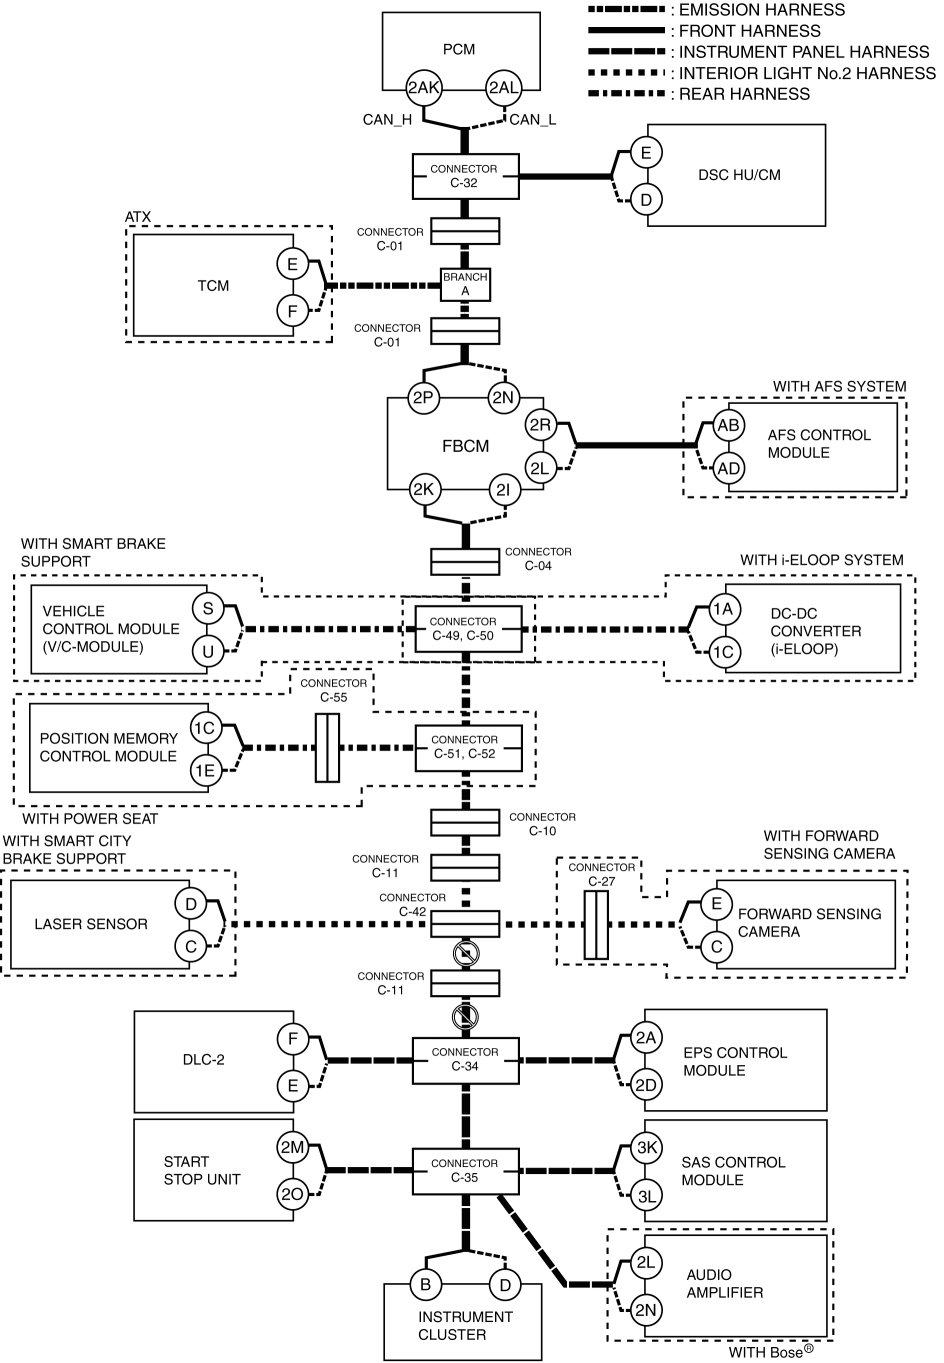 PCM
: EMISSION HARNESS
: FRONT HARNESS
: INSTRUMENT PANEL HARNESS
: INTERIOR LIGHT No.2 HARNESS
: REAR HARNESS
2AK
2AL
CAN_H
CAN_L
CONNECTOR
C-32
E
D
DSC HU/CM
ATX
TCM
E
F
CONNECTOR
C-01
BRANCH
A
CONNECTOR
C-01
2P
2N
FBCM
2R
2L
2K
2I
WITH AFS SYSTEM
AB
AD
AFS CONTROL
MODULE
CONNECTOR
C-04
WITH SMART BRAKE
SUPPORT
VEHICLE
CONTROL MODULE
(V/C-MODULE)
S
U
CONNECTOR
C-49, C-50
WITH i-ELOOP SYSTEM
1A
1C
DC-DC
CONVERTER
(i-ELOOP)
CONNECTOR
C-55
POSITION MEMORY
CONTROL MODULE
1C
1E
CONNECTOR
C-51, C-52
WITH POWER SEAT
CONNECTOR
C-10
WITH SMART CITY
BRAKE SUPPORT
CONNECTOR
C-11
WITH FORWARD
SENSING CAMERA
LASER SENSOR
D
C
CONNECTOR
C-42
CONNECTOR
C-27
E
C
FORWARD SENSING
CAMERA
CONNECTOR
C-11
DLC-2
F
E
CONNECTOR
C-34
2A
2D
EPS CONTROL
MODULE
START
STOP UNIT
2M
2O
CONNECTOR
C-35
3K
3L
SAS CONTROL
MODULE
2L
2N
AUDIO
AMPLIFIER
WITH Bose®
B
D
INSTRUMENT
CLUSTER